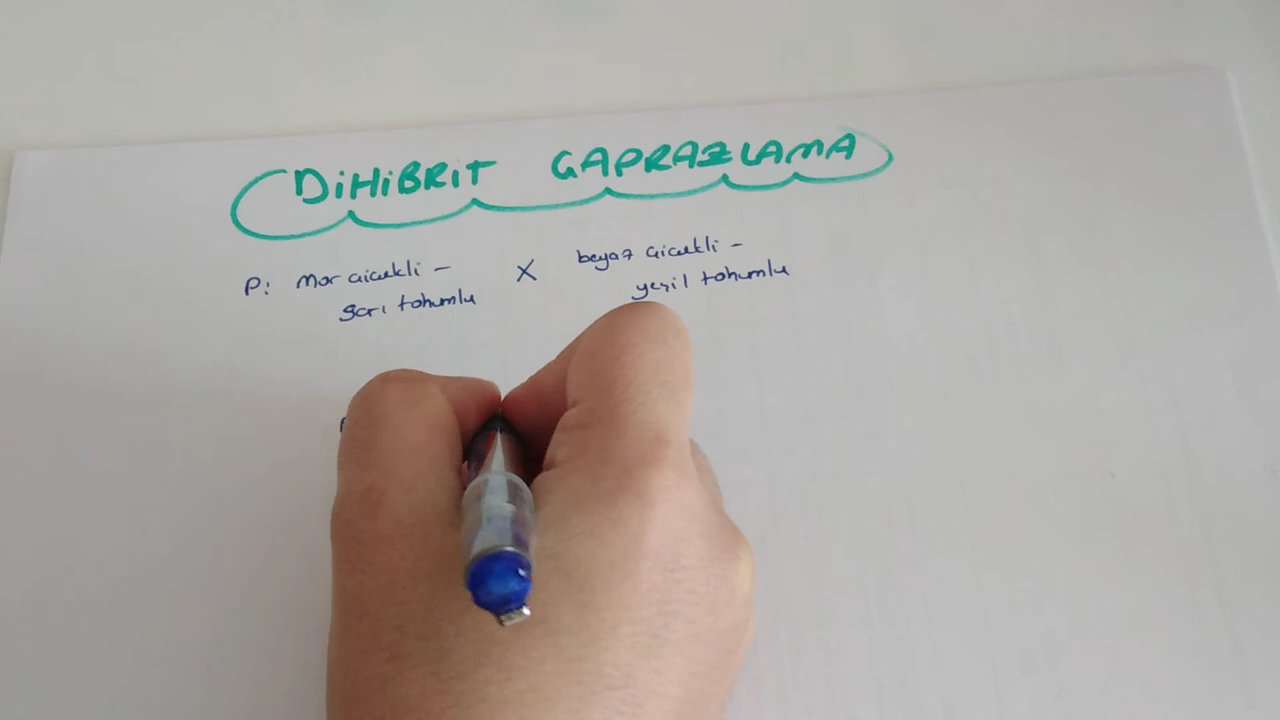 DiHiBRiT ÇAPRAZLAMA
P: Mor çiçekli – X beyaz çiçekli –
sarı tohumlu yeşil tohumlu